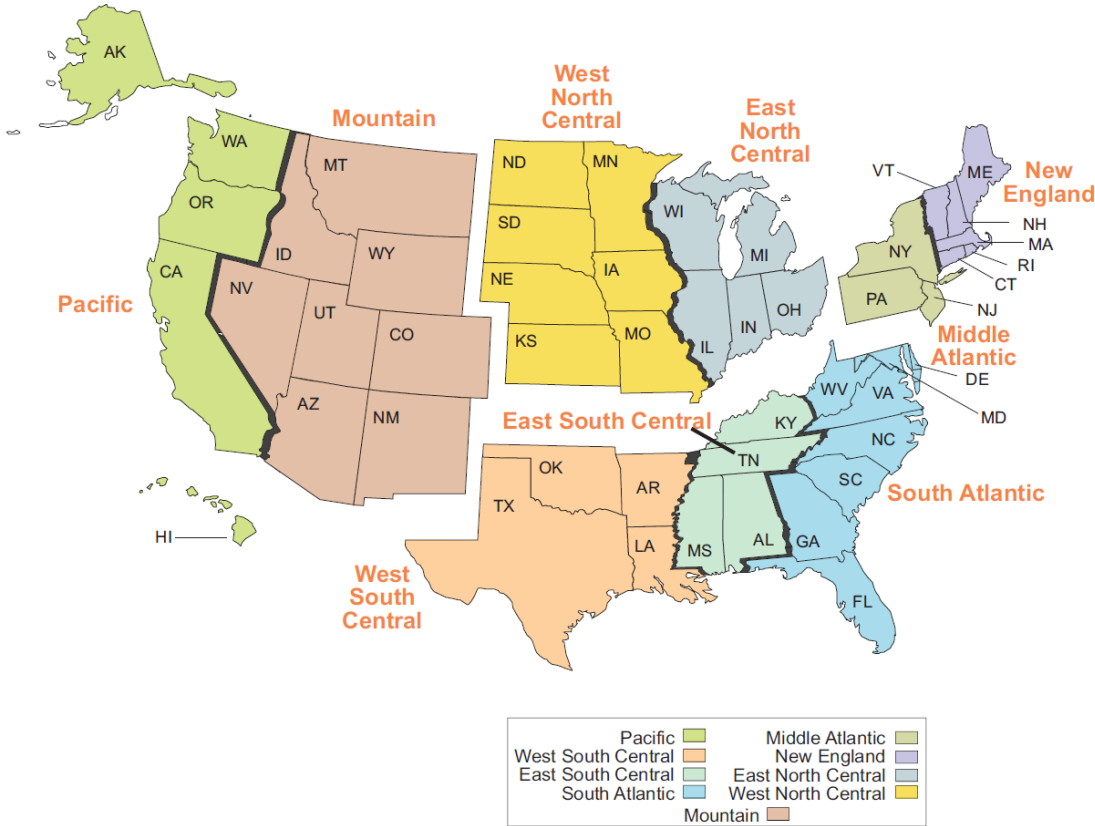 AK
West
North
Central
East
North
Central
Mountain
WA
MT
ND
MN
VT
ME
New
England
OR
ID
WY
SD
WI
MI
NY
NH
MA
RI
CT
CA
NV
UT
CO
NE
IA
IL
IN
OH
PA
NJ
Pacific
KS
MO
Middle
Atlantic
WV
VA
DE
MD
AZ
NM
East South Central
KY
TN
NC
SC
South Atlantic
OK
TX
AR
LA
MS
AL
GA
FL
HI
West
South
Central
Pacific
West South Central
East South Central
South Atlantic
Middle Atlantic
New England
East North Central
West North Central
Mountain